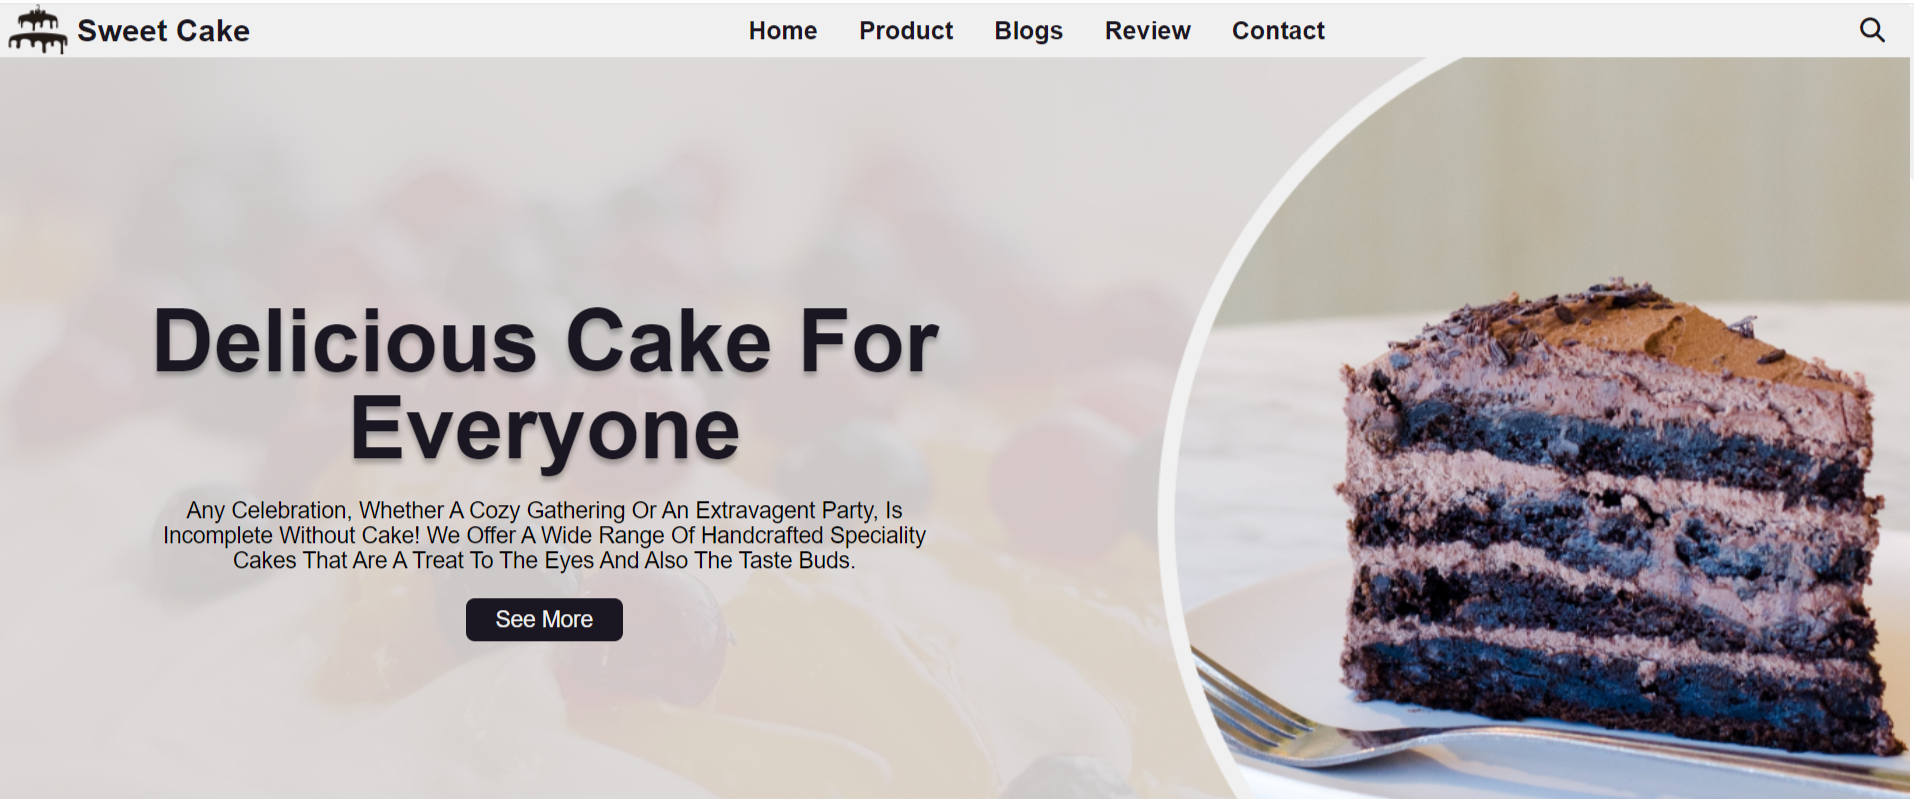 Sweet Cake
Home Product Blogs Review Contact
Delicious Cake For
Everyone
Any Celebration, Whether A Cozy Gathering Or An Extravagent Party, Is
Incomplete Without Cake! We Offer A Wide Range Of Handcrafted Speciality
Cakes That Are A Treat To The Eyes And Also The Taste Buds.
See More